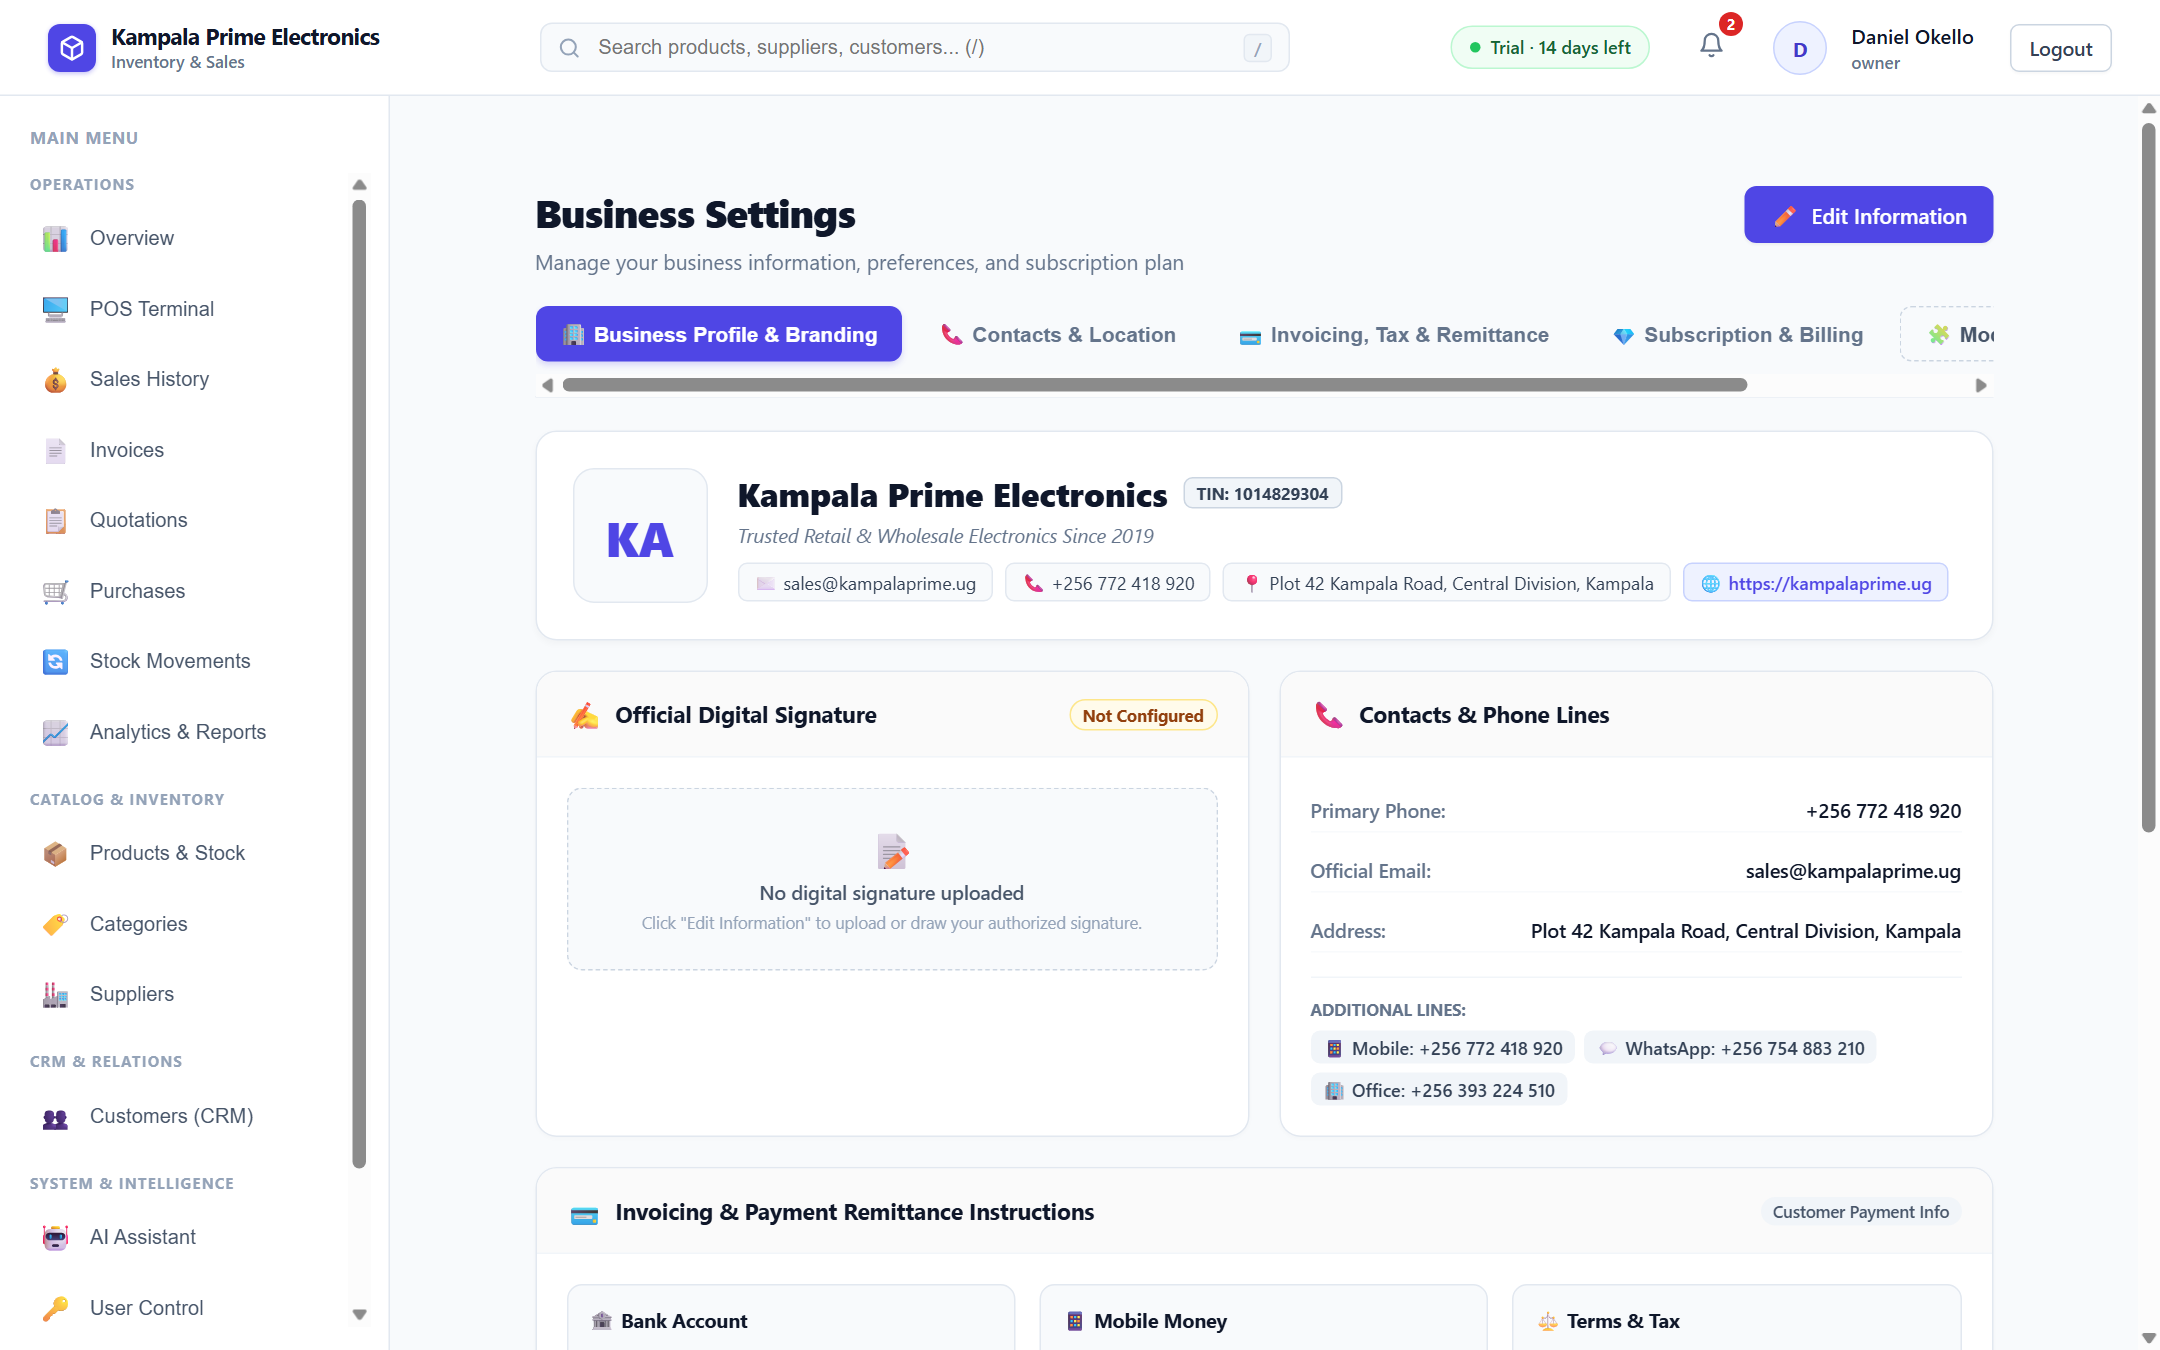 Kampala Prime Electronics
Inventory & Sales
Search products, suppliers, customers... (/)
/
Trial · 14 days left
2
D
Daniel Okello
owner
Logout
MAIN MENU
OPERATIONS
Overview
POS Terminal
Sales History
Invoices
Quotations
Purchases
Stock Movements
Analytics & Reports
CATALOG & INVENTORY
Products & Stock
Categories
Suppliers
CRM & RELATIONS
Customers (CRM)
SYSTEM & INTELLIGENCE
AI Assistant
User Control
Business Settings
Manage your business information, preferences, and subscription plan
Edit Information
Business Profile & Branding
Contacts & Location
Invoicing, Tax & Remittance
Subscription & Billing
KA
Kampala Prime Electronics
TIN: 1014829304
Trusted Retail & Wholesale Electronics Since 2019
sales@kampalaprime.ug
+256 772 418 920
Plot 42 Kampala Road, Central Division, Kampala
https://kampalaprime.ug
Official Digital Signature
Not Configured
No digital signature uploaded
Click "Edit Information" to upload or draw your authorized signature.
Contacts & Phone Lines
Primary Phone: +256 772 418 920
Official Email: sales@kampalaprime.ug
Address: Plot 42 Kampala Road, Central Division, Kampala
ADDITIONAL LINES:
Mobile: +256 772 418 920
WhatsApp: +256 754 883 210
Office: +256 393 224 510
Invoicing & Payment Remittance Instructions
Customer Payment Info
Bank Account
Mobile Money
Terms & Tax